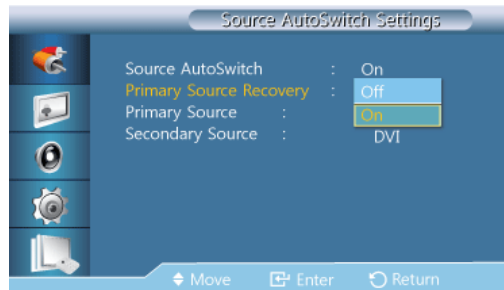 Source AutoSwitch Settings
Source AutoSwitch : On
Primary Source Recovery : Off
Primary Source : On
Secondary Source : DVI
Move Enter Return